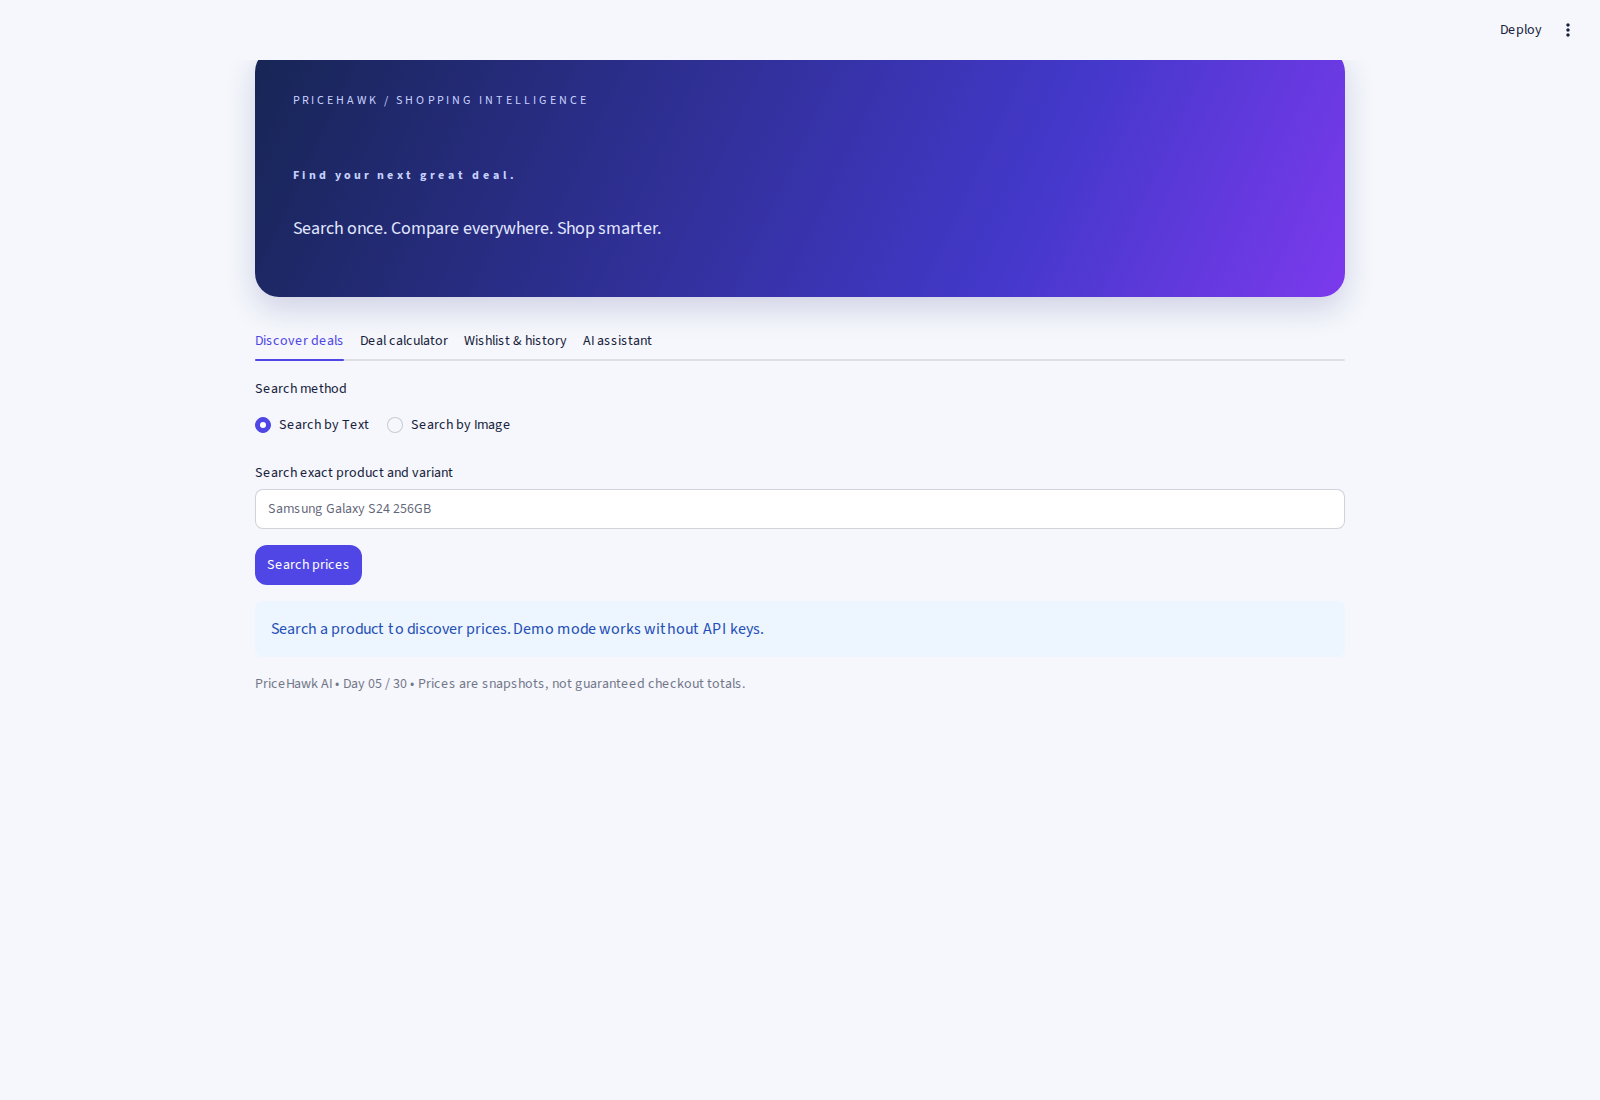 Deploy
PRICEHAWK / SHOPPING INTELLIGENCE
Find your next great deal.
Search once. Compare everywhere. Shop smarter.
Discover deals Deal calculator Wishlist & history AI assistant
Search method
Search by Text Search by Image
Search exact product and variant
Samsung Galaxy S24 256GB
Search prices
Search a product to discover prices. Demo mode works without API keys.
PriceHawk AI • Day 05 / 30 • Prices are snapshots, not guaranteed checkout totals.